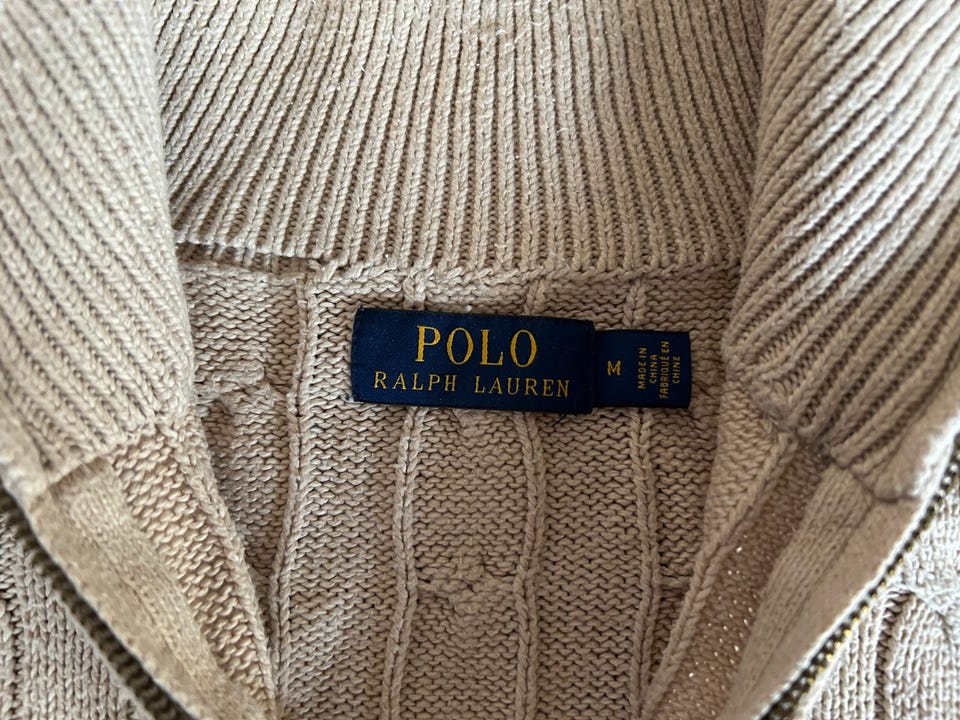 POLO
RALPH LAUREN
M
MADE IN
CHINA
FABRIQUÉ EN
CHINE